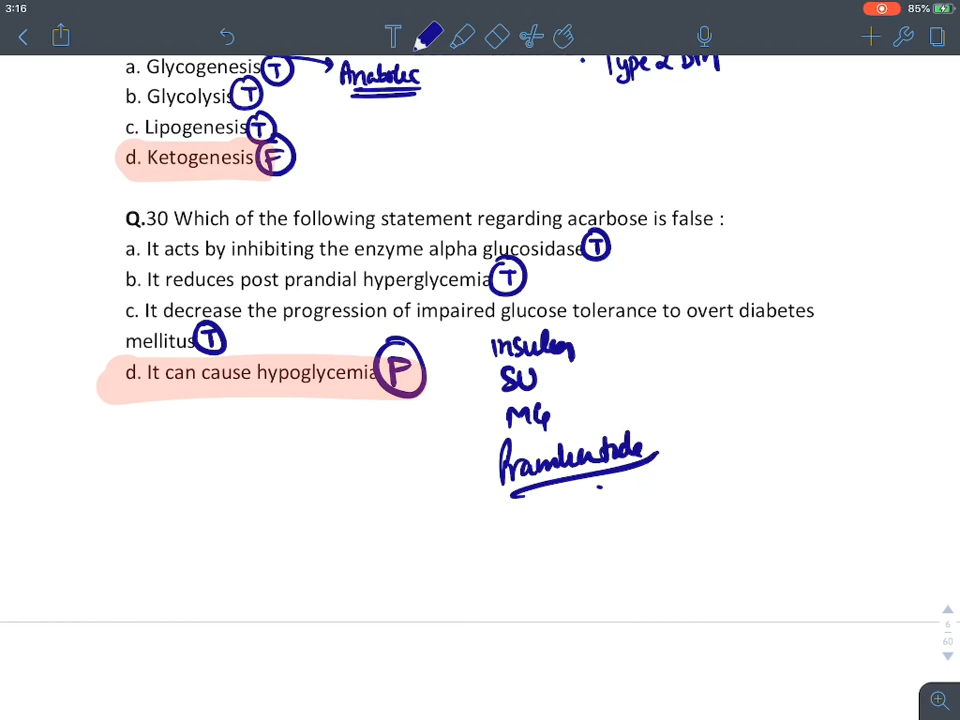 3:16
85%
T
a. Glycogenesis T Anabolic Type 2 DM
b. Glycolysis T
c. Lipogenesis T
d. Ketogenesis F
Q.30 Which of the following statement regarding acarbose is false :
a. It acts by inhibiting the enzyme alpha glucosidase T
b. It reduces post prandial hyperglycemia T
c. It decrease the progression of impaired glucose tolerance to overt diabetes
mellitus T
d. It can cause hypoglycemia F
Insulin
SU
MG
Pramlintide
6
60